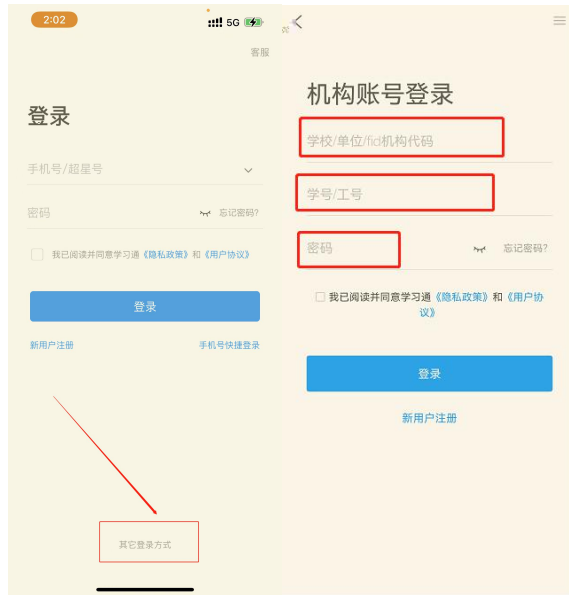 2:02
5G
客服
登录
手机号/超星号
密码
忘记密码?
我已阅读并同意学习通《隐私政策》和《用户协议》
登录
新用户注册
手机号快捷登录
其它登录方式
机构账号登录
学校/单位/fid机构代码
学号/工号
密码
忘记密码?
我已阅读并同意学习通《隐私政策》和《用户协
议》
登录
新用户注册